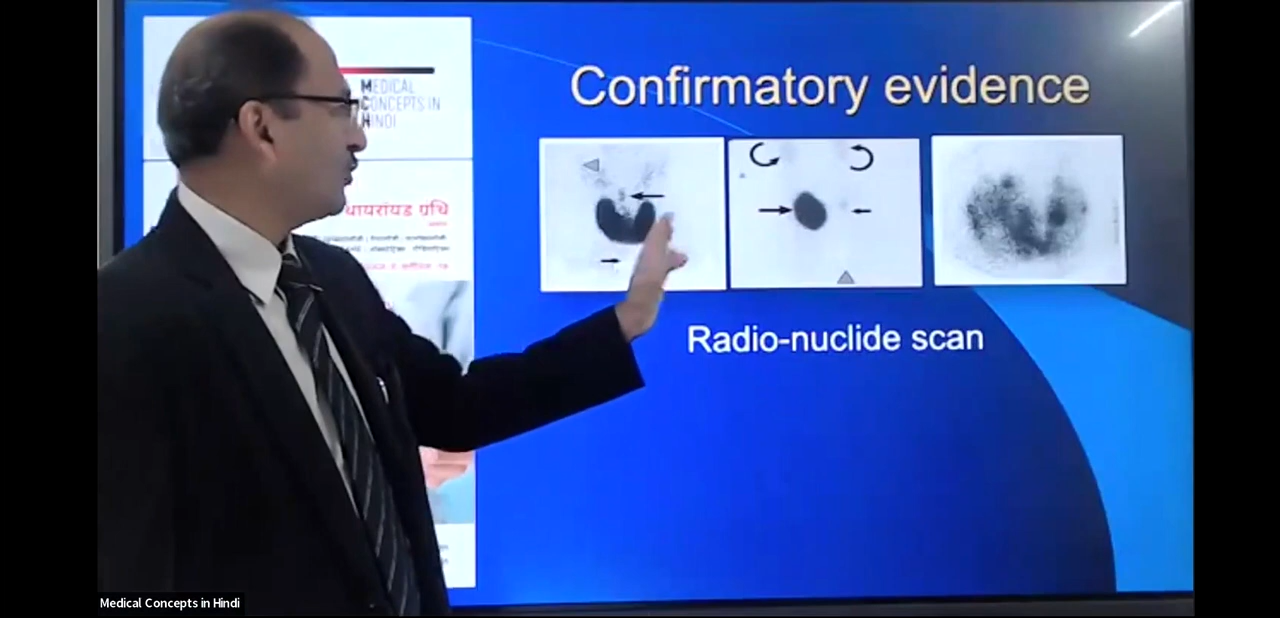 MEDICAL
CONCEPTS IN
HINDI
थायरॉयड ग्रंथि
Confirmatory evidence
Radio-nuclide scan
Medical Concepts in Hindi